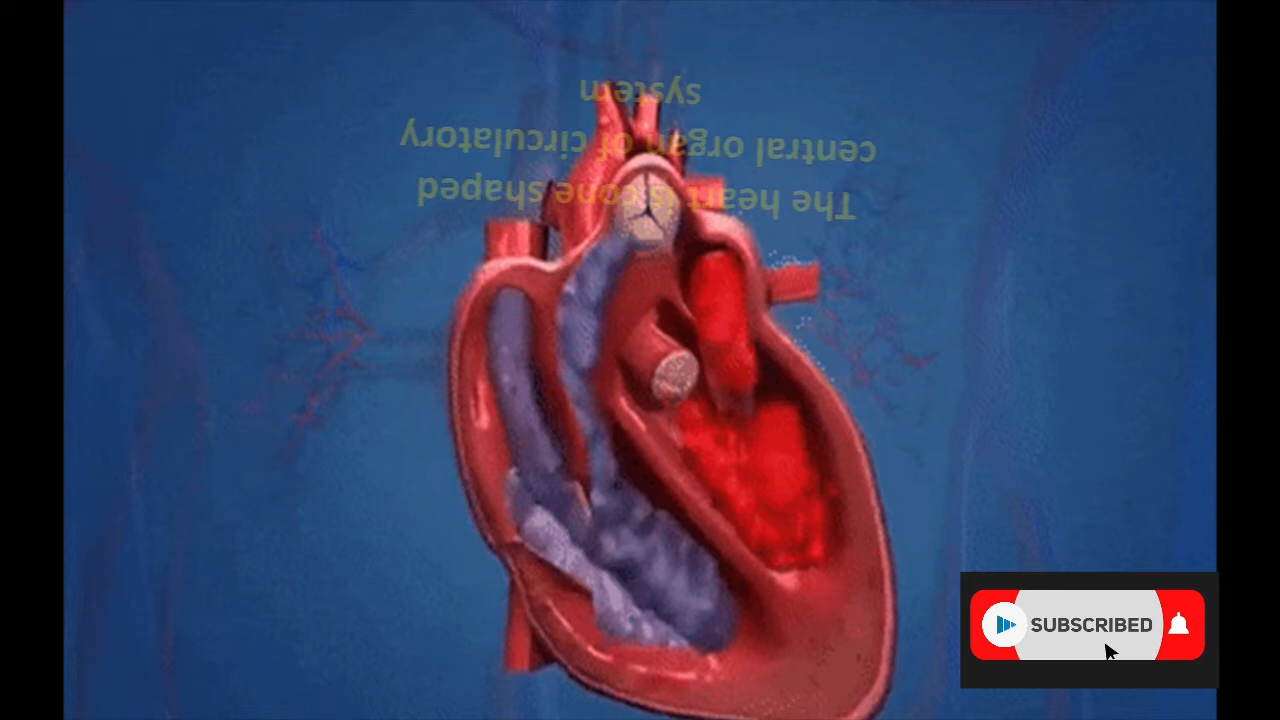 The heart is cone shaped
central organ of circulatory
system
SUBSCRIBED